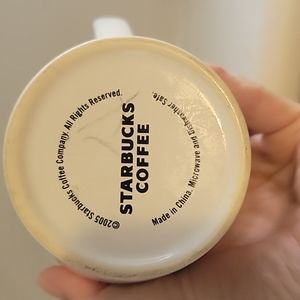 ©2005 Starbucks Coffee Company. All Rights Reserved.
STARBUCKS
COFFEE
Made in China. Microwave and Dishwasher Safe